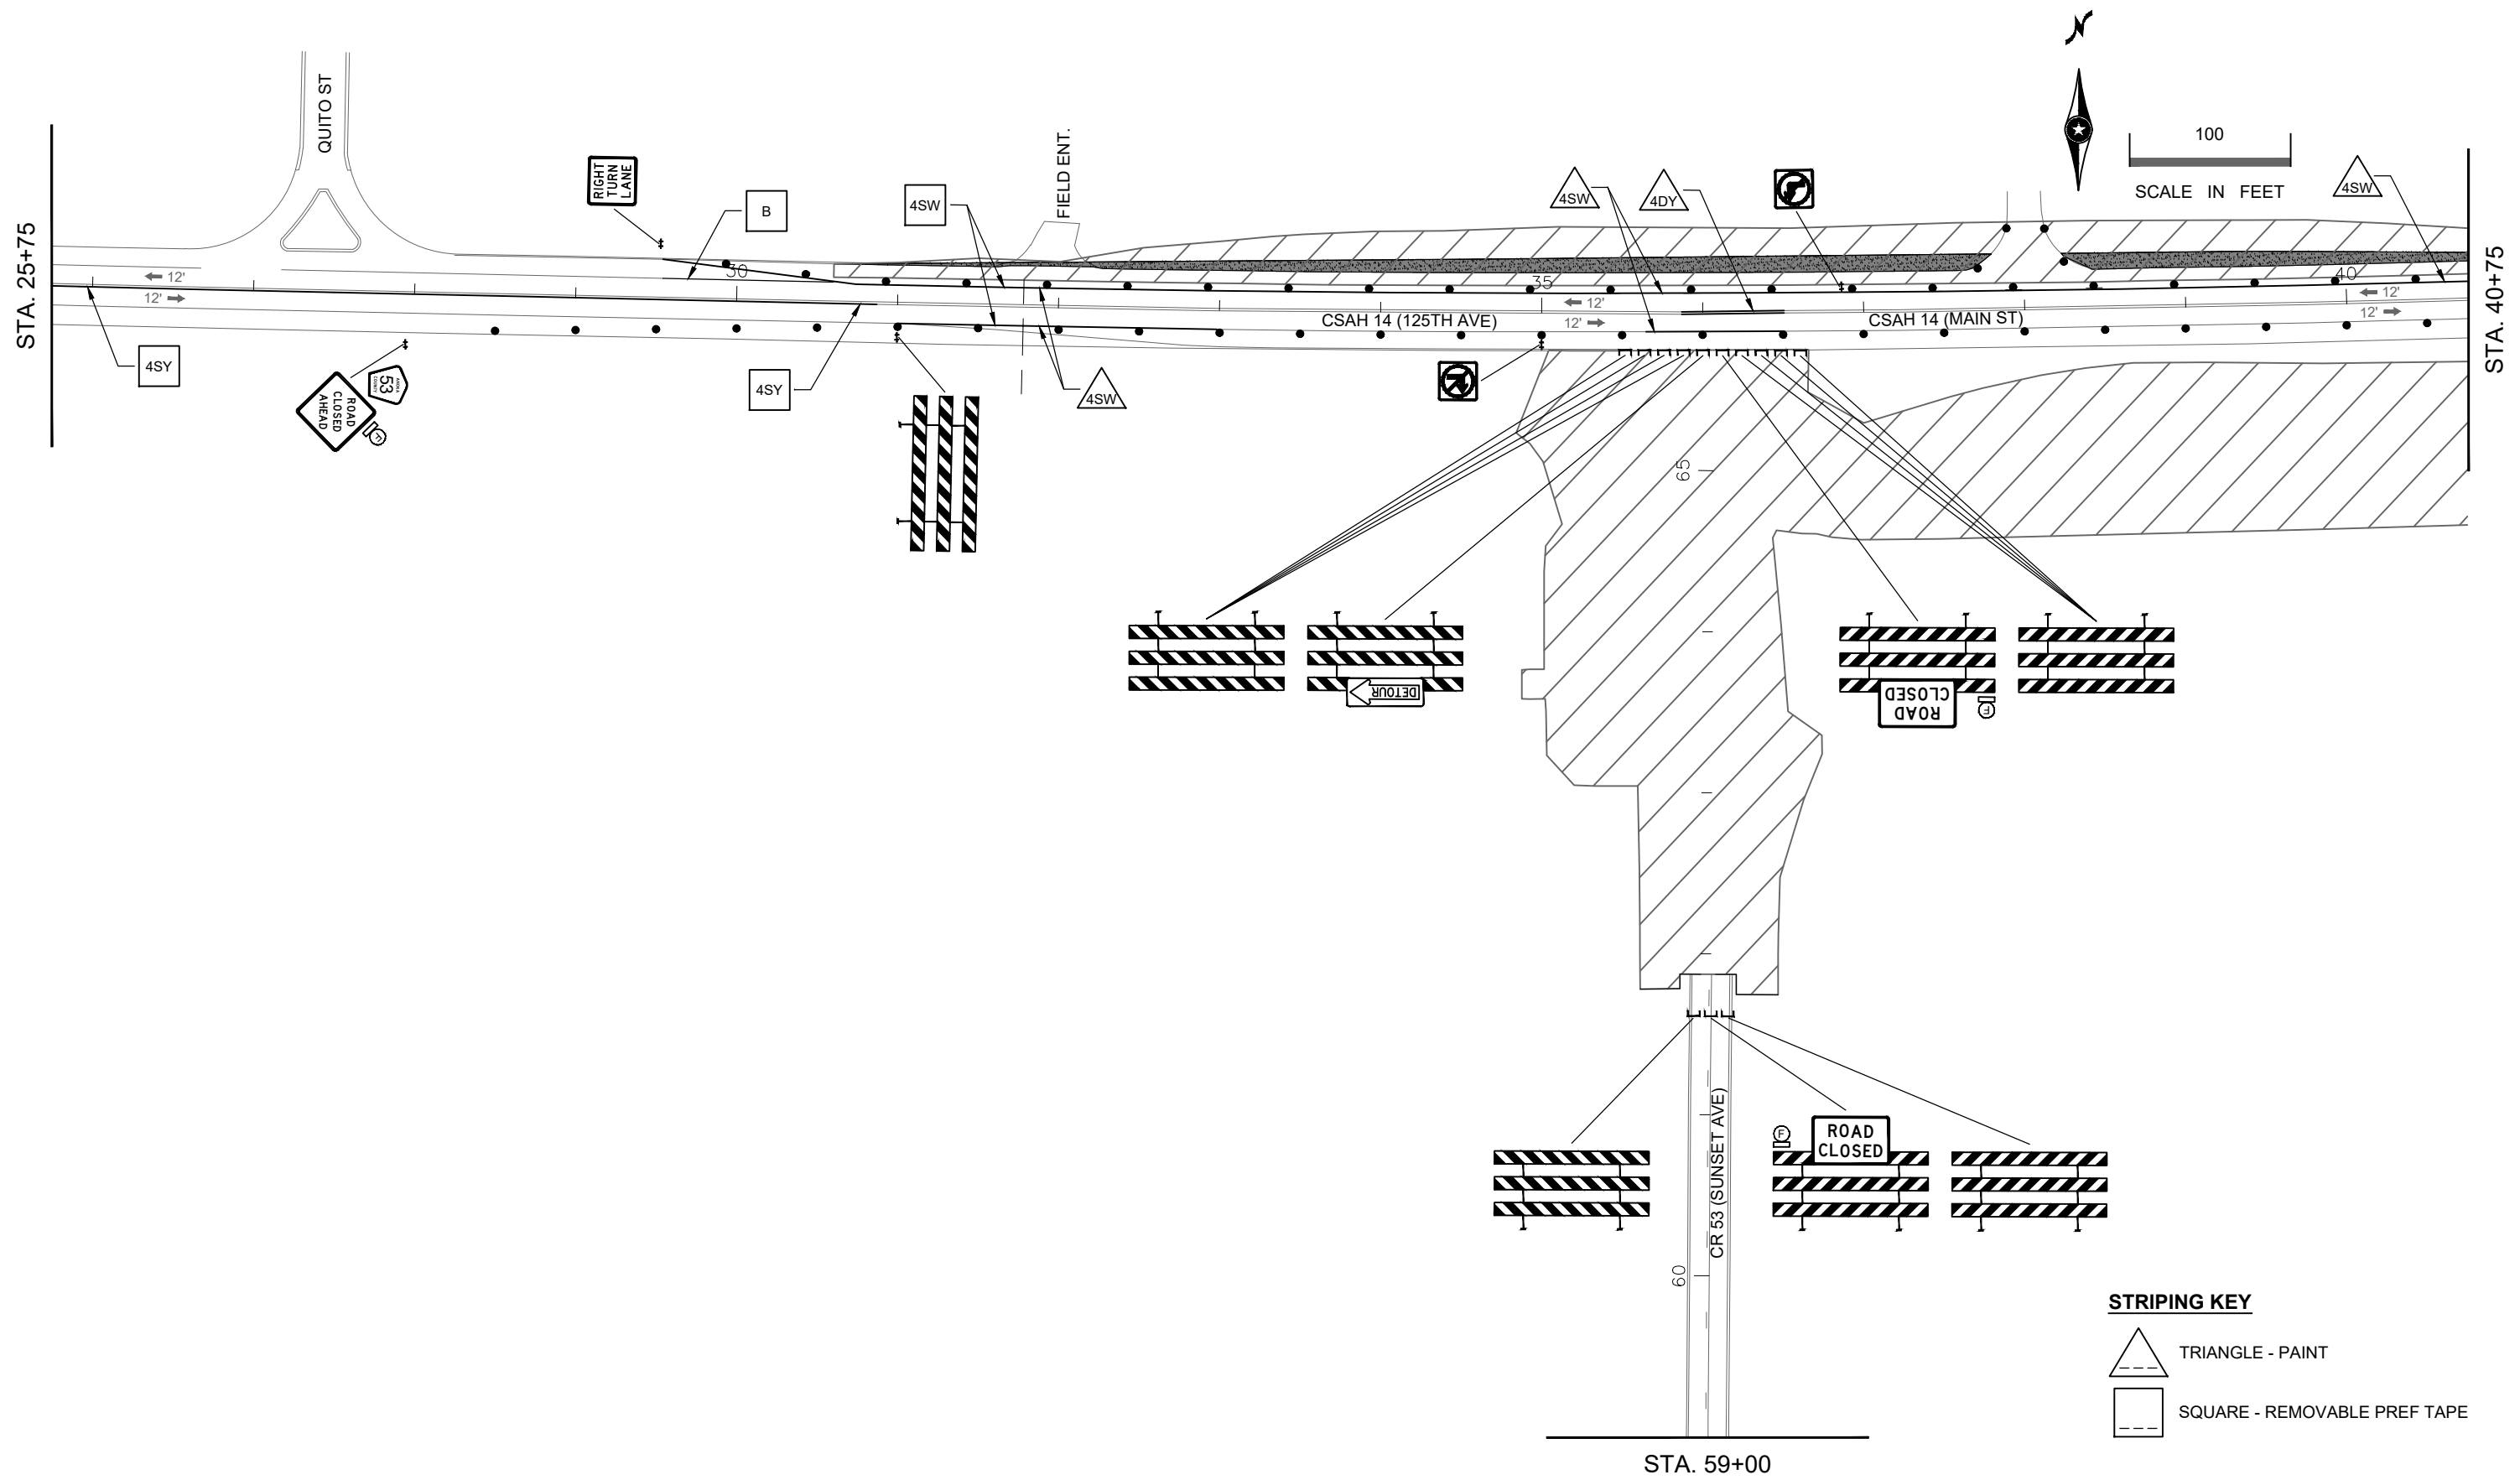 QUITO ST
STA. 25+75
RIGHT
TURN
LANE
B
4SW
FIELD ENT.
4SW
4DY
N
100
SCALE IN FEET
4SW
STA. 40+75
12'
12'
30
35
12'
12'
40
12'
12'
CSAH 14 (125TH AVE)
CSAH 14 (MAIN ST)
4SY
4SY
4SW
ROAD
CLOSED
AHEAD
ANOKA
53
COUNTY
F
65
DETOUR
ROAD
CLOSED
F
F
ROAD
CLOSED
CR 53 (SUNSET AVE)
60
STA. 59+00
STRIPING KEY
TRIANGLE - PAINT
SQUARE - REMOVABLE PREF TAPE